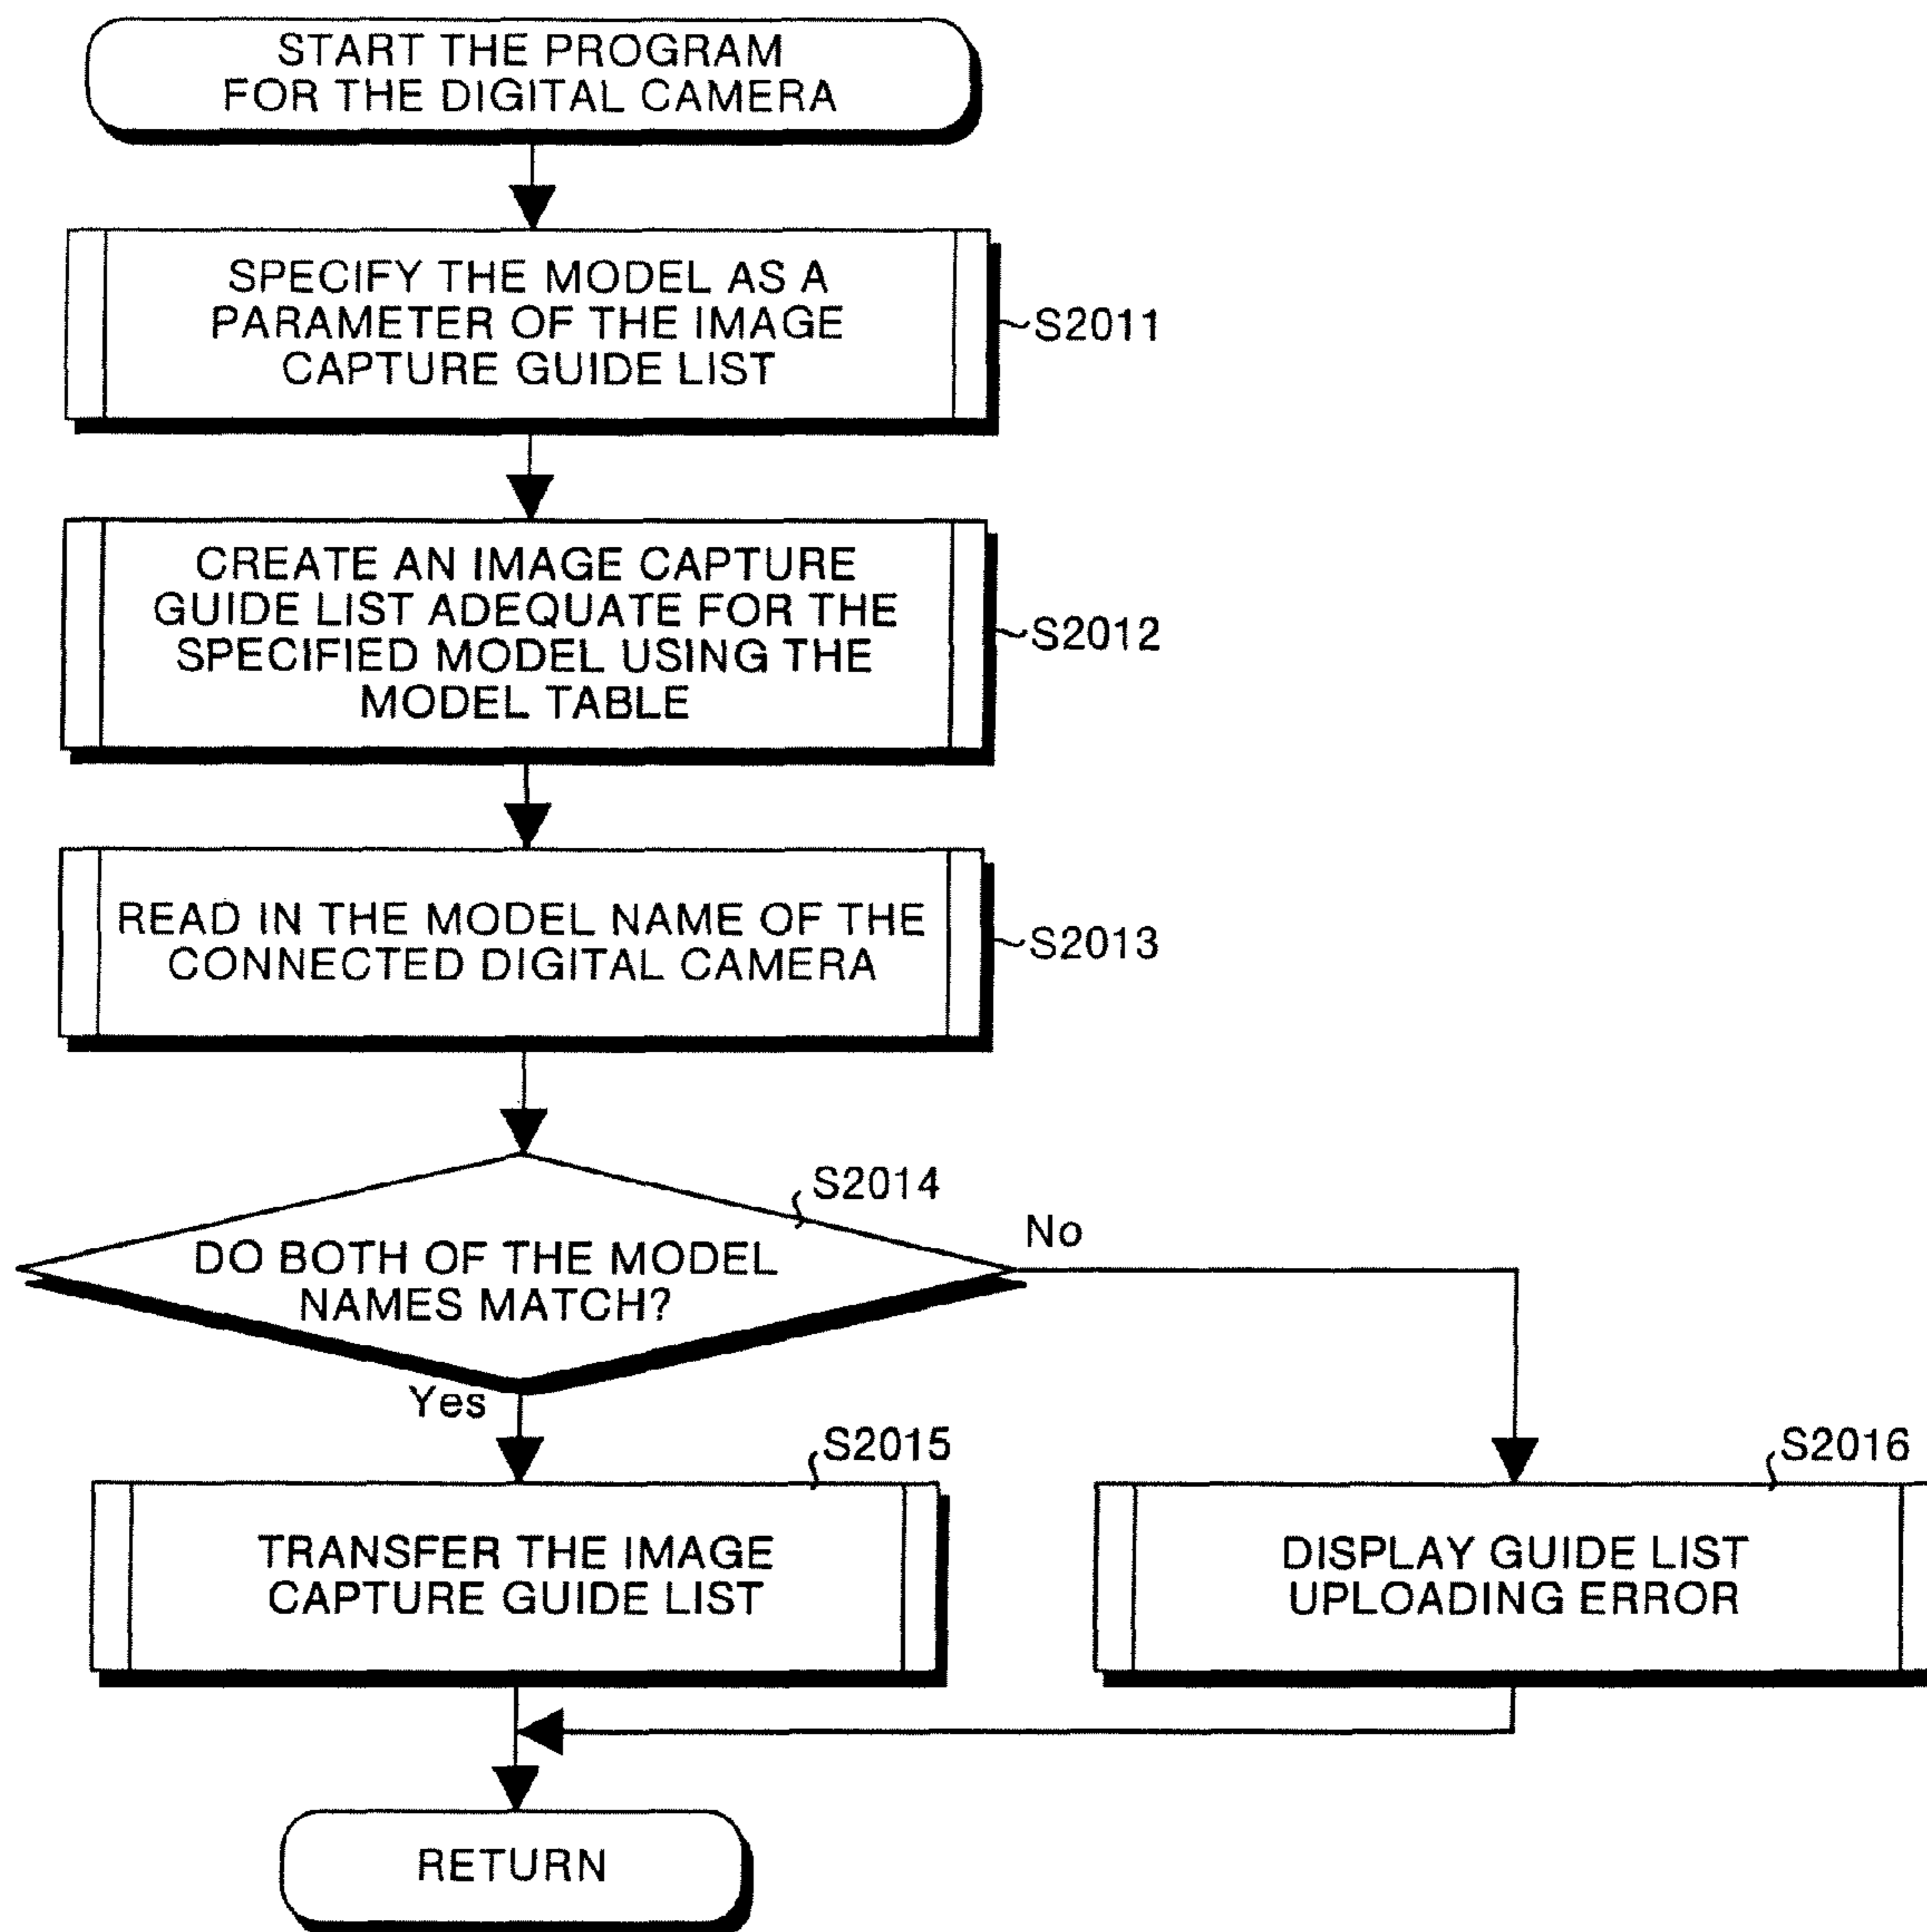 START THE PROGRAM
FOR THE DIGITAL CAMERA
SPECIFY THE MODEL AS A
PARAMETER OF THE IMAGE
CAPTURE GUIDE LIST
S2011
CREATE AN IMAGE CAPTURE
GUIDE LIST ADEQUATE FOR THE
SPECIFIED MODEL USING THE
MODEL TABLE
S2012
READ IN THE MODEL NAME OF THE
CONNECTED DIGITAL CAMERA
S2013
S2014
DO BOTH OF THE MODEL
NAMES MATCH?
No
Yes
S2015
TRANSFER THE IMAGE
CAPTURE GUIDE LIST
S2016
DISPLAY GUIDE LIST
UPLOADING ERROR
RETURN